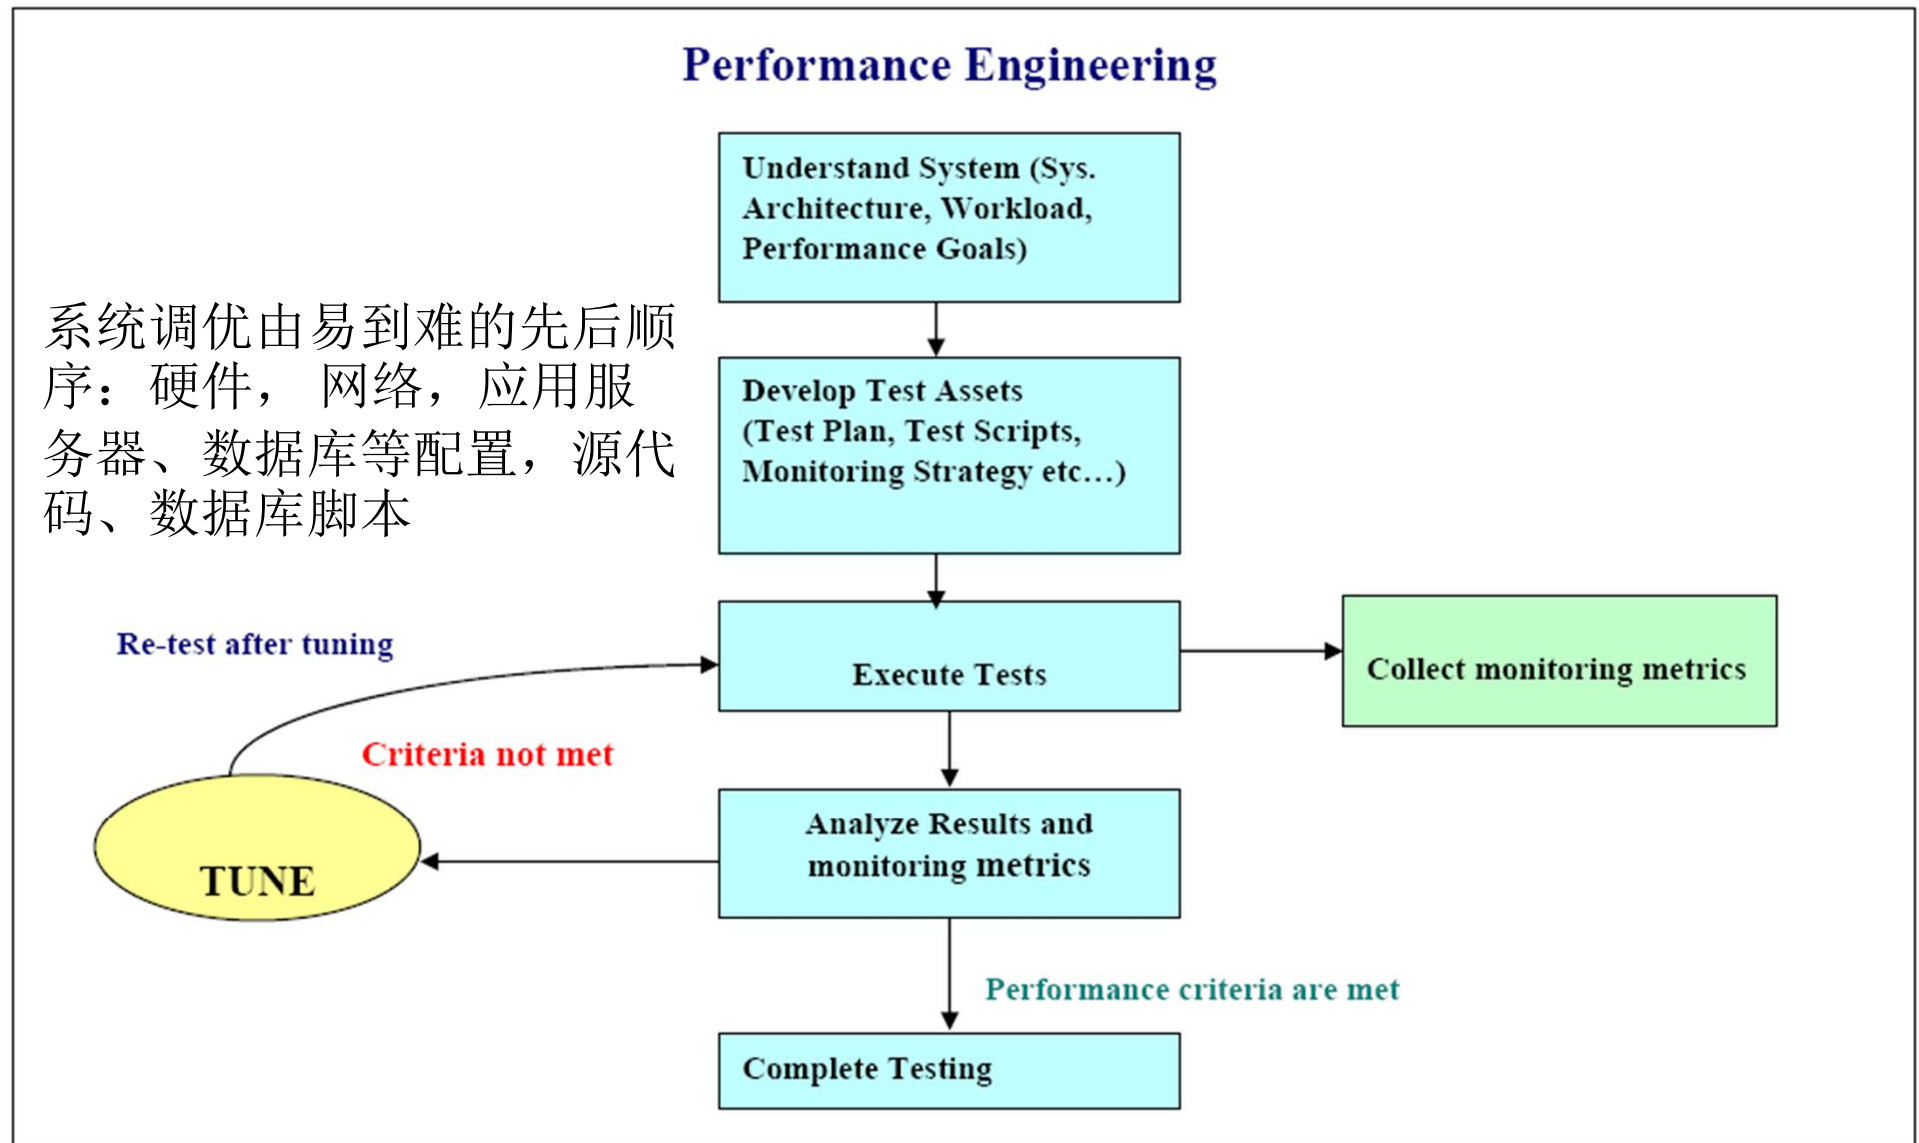 Performance Engineering
Understand System (Sys.
Architecture, Workload,
Performance Goals)
系统调优由易到难的先后顺
序：硬件， 网络，应用服
务器、数据库等配置，源代
码、数据库脚本
Develop Test Assets
(Test Plan, Test Scripts,
Monitoring Strategy etc…)
Re-test after tuning
Execute Tests
Collect monitoring metrics
Criteria not met
TUNE
Analyze Results and
monitoring metrics
Performance criteria are met
Complete Testing